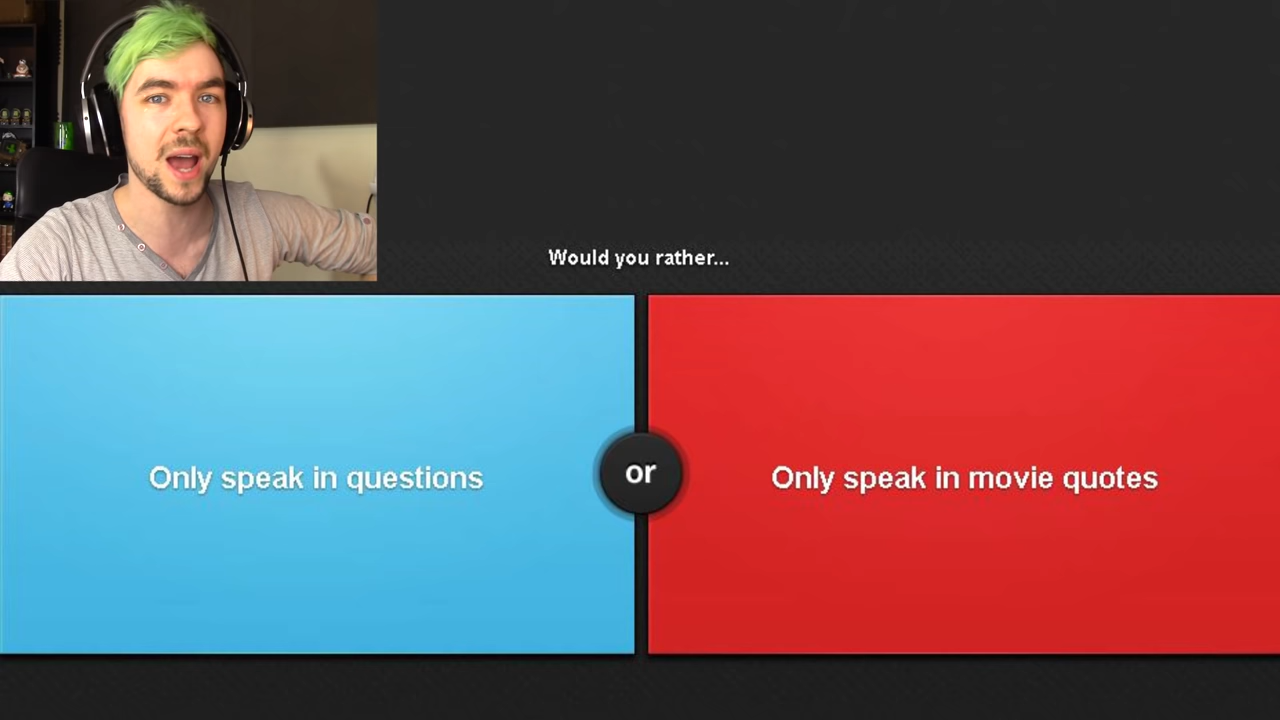 Would you rather...
Only speak in questions
or
Only speak in movie quotes